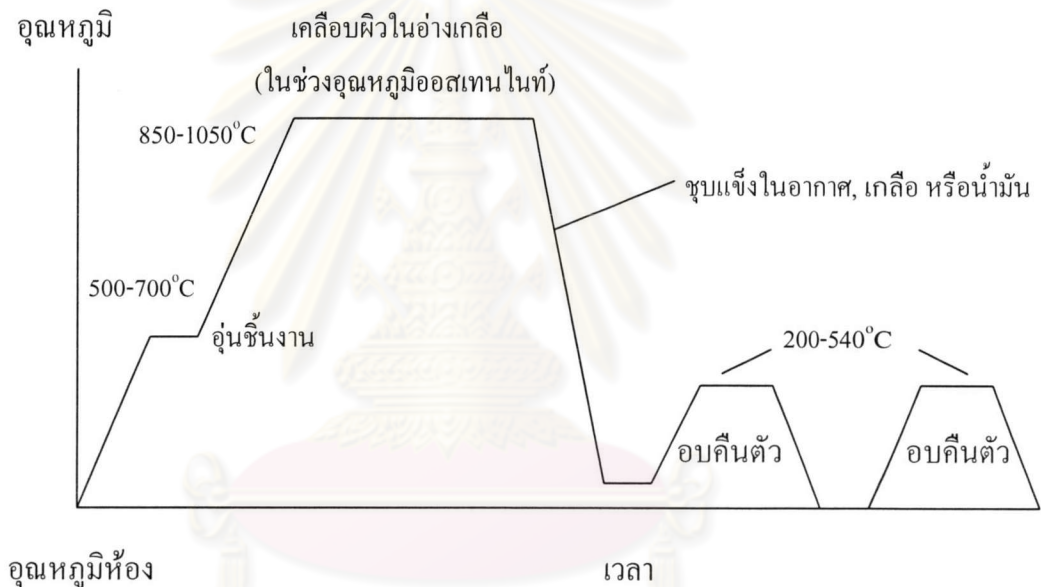 อุณหภูมิ
เคลือบผิวในอ่างเกลือ
(ในช่วงอุณหภูมิออสเทนไนท์)
850-1050°C
ชุบแข็งในอากาศ, เกลือ หรือน้ำมัน
500-700°C
อุ่นชิ้นงาน
200-540°C
อบคืนตัว
อบคืนตัว
อุณหภูมิห้อง
เวลา